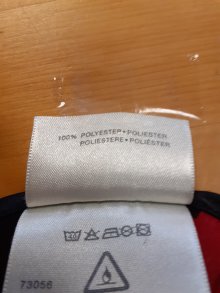 100% POLYESTER • POLIESTER
POLIESTERE • POLIÉSTER
73056